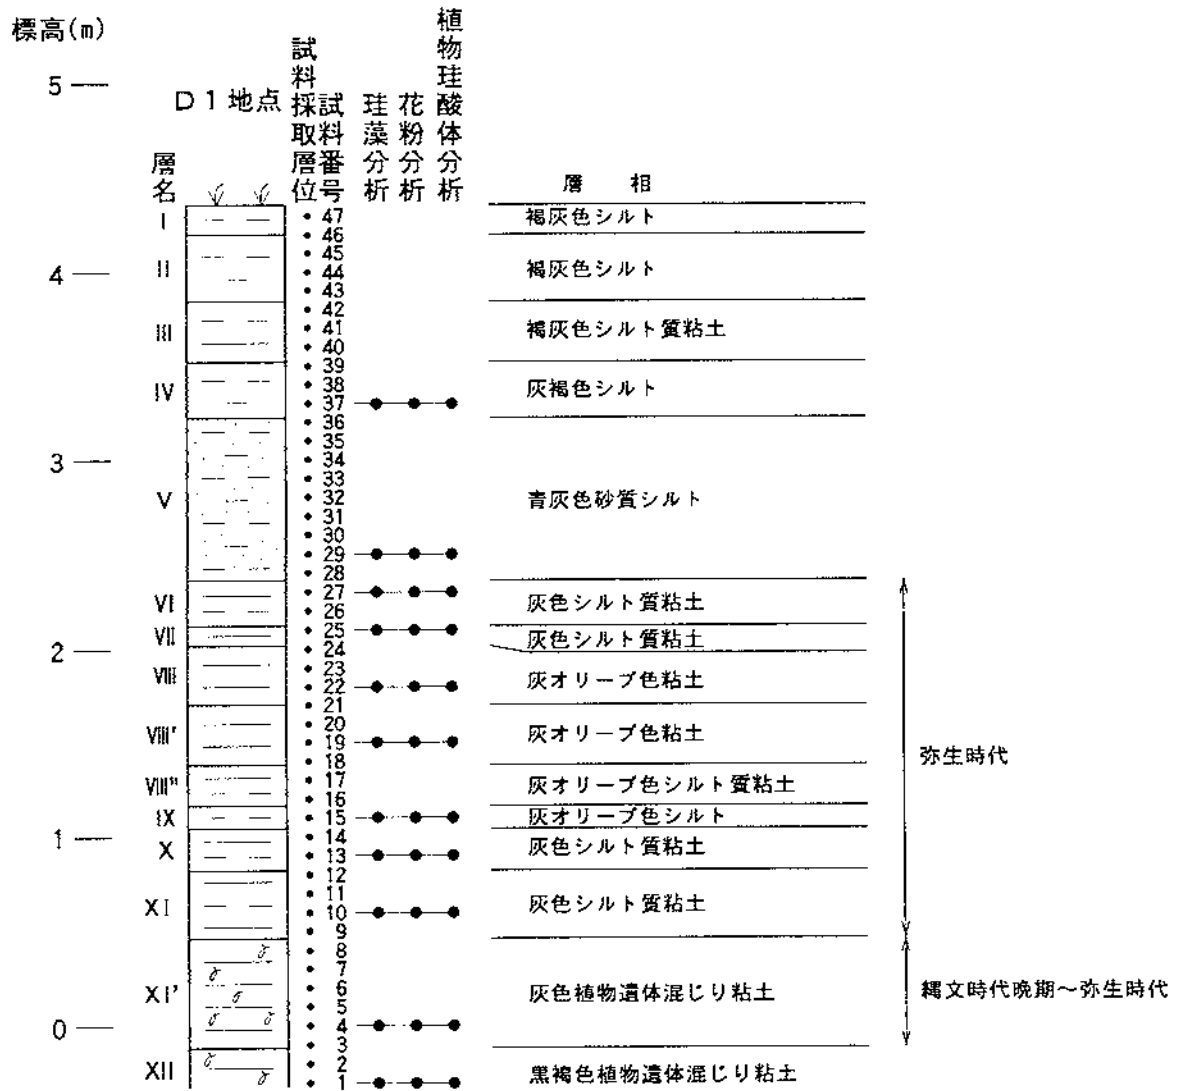 標高(m)
D1地点
層名
試料採取層位
試料番号
珪藻分析
花粉分析
植物珪酸体分析
層 相
5
4
3
2
1
0
I
II
III
IV
V
VI
VII
VIII
VIII'
VIII"
IX
X
XI
XI'
XII
47
46
45
44
43
42
41
40
39
38
37
36
35
34
33
32
31
30
29
28
27
26
25
24
23
22
21
20
19
18
17
16
15
14
13
12
11
10
9
8
7
6
5
4
3
2
1
褐灰色シルト
褐灰色シルト
褐灰色シルト質粘土
灰褐色シルト
青灰色砂質シルト
灰色シルト質粘土
灰色シルト質粘土
灰オリーブ色粘土
灰オリーブ色粘土
灰オリーブ色シルト質粘土
灰オリーブ色シルト
灰色シルト質粘土
灰色シルト質粘土
灰色植物遺体混じり粘土
黒褐色植物遺体混じり粘土
弥生時代
縄文時代晩期～弥生時代